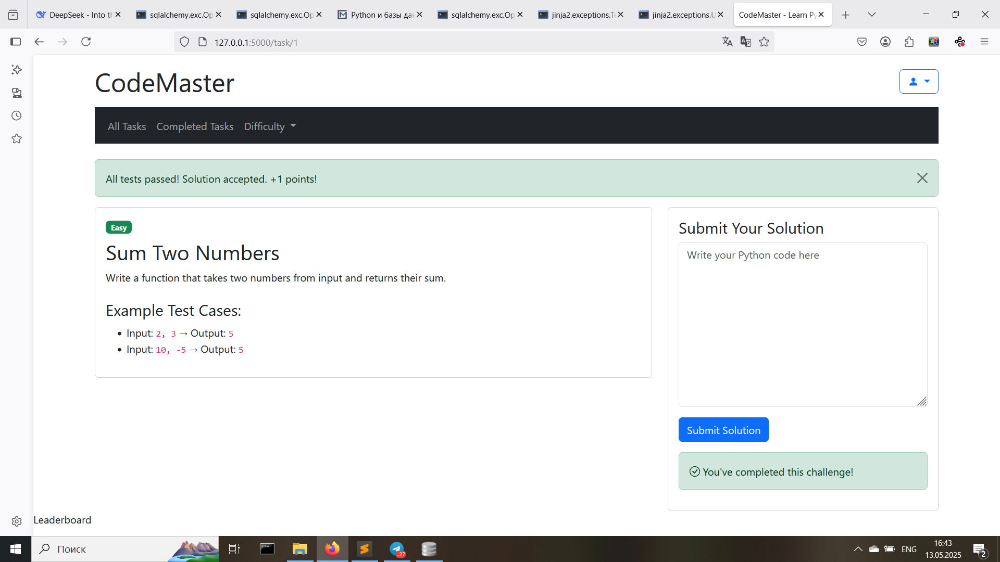 DeepSeek - Into th
sqlalchemy.exc.Op
sqlalchemy.exc.Op
Python и базы дан
sqlalchemy.exc.Op
jinja2.exceptions.Te
jinja2.exceptions.U
CodeMaster - Learn Py
127.0.0.1:5000/task/1
CodeMaster
All Tasks
Completed Tasks
Difficulty
All tests passed! Solution accepted. +1 points!
Easy
Sum Two Numbers
Write a function that takes two numbers from input and returns their sum.
Example Test Cases:
• Input: 2, 3 → Output: 5
• Input: 10, -5 → Output: 5
Submit Your Solution
Write your Python code here
Submit Solution
You've completed this challenge!
Leaderboard
Поиск
27
ENG
16:43
13.05.2025
2